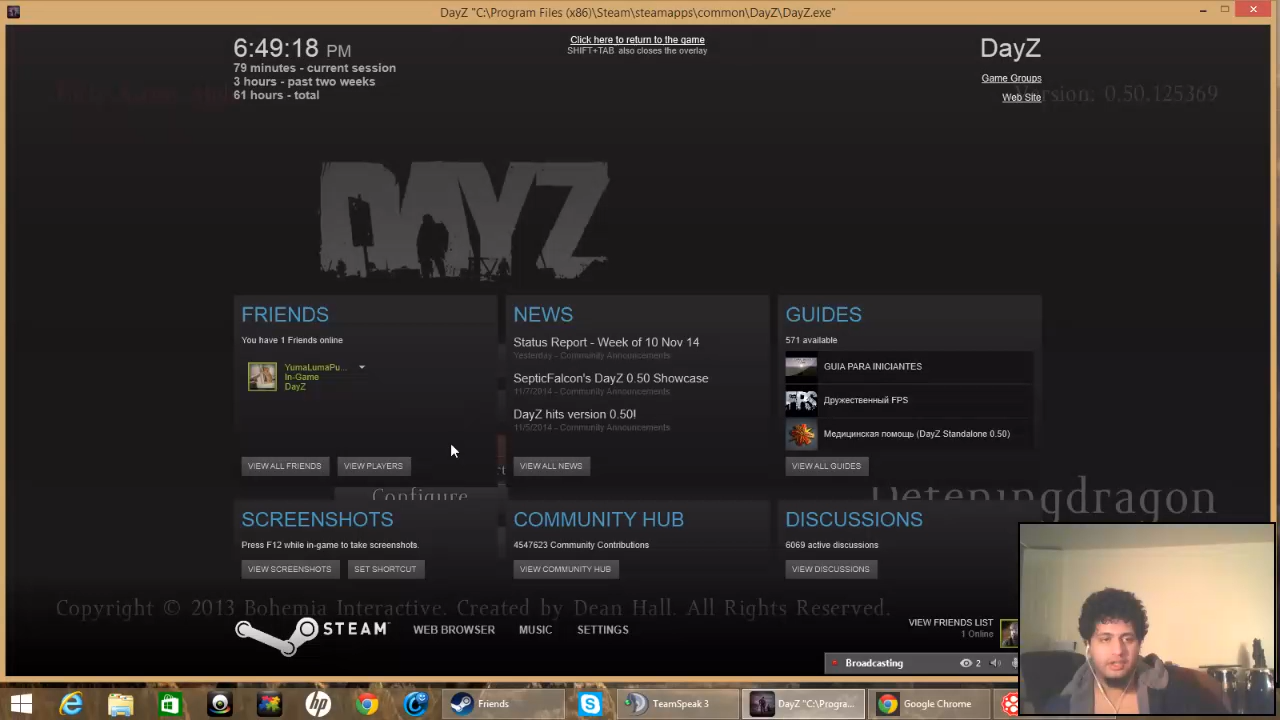 DayZ "C:\Program Files (x86)\Steam\steamapps\common\DayZ\DayZ.exe"
6:49:18 PM
79 minutes - current session
3 hours - past two weeks
61 hours - total
Click here to return to the game
SHIFT+TAB also closes the overlay
DayZ
Game Groups
Web Site
Version: 0.50.125369
DAYZ
FRIENDS
You have 1 Friends online
YumaLumaPu...
In-Game
DayZ
VIEW ALL FRIENDS
VIEW PLAYERS
NEWS
Status Report - Week of 10 Nov 14
Yesterday - Community Announcements
SepticFalcon's DayZ 0.50 Showcase
11/7/2014 - Community Announcements
DayZ hits version 0.50!
11/5/2014 - Community Announcements
VIEW ALL NEWS
GUIDES
571 available
GUIA PARA INICIANTES
FPS
Дружественный FPS
Медицинская помощь (DayZ Standalone 0.50)
VIEW ALL GUIDES
Configure
Detepingdragon
SCREENSHOTS
Press F12 while in-game to take screenshots.
VIEW SCREENSHOTS
SET SHORTCUT
COMMUNITY HUB
4547623 Community Contributions
VIEW COMMUNITY HUB
DISCUSSIONS
6069 active discussions
VIEW DISCUSSIONS
Copyright © 2013 Bohemia Interactive. Created by Dean Hall. All Rights Reserved.
STEAM
WEB BROWSER
MUSIC
SETTINGS
VIEW FRIENDS LIST
1 Online
Broadcasting
2
Friends
TeamSpeak 3
DayZ "C:\Progra...
Google Chrome